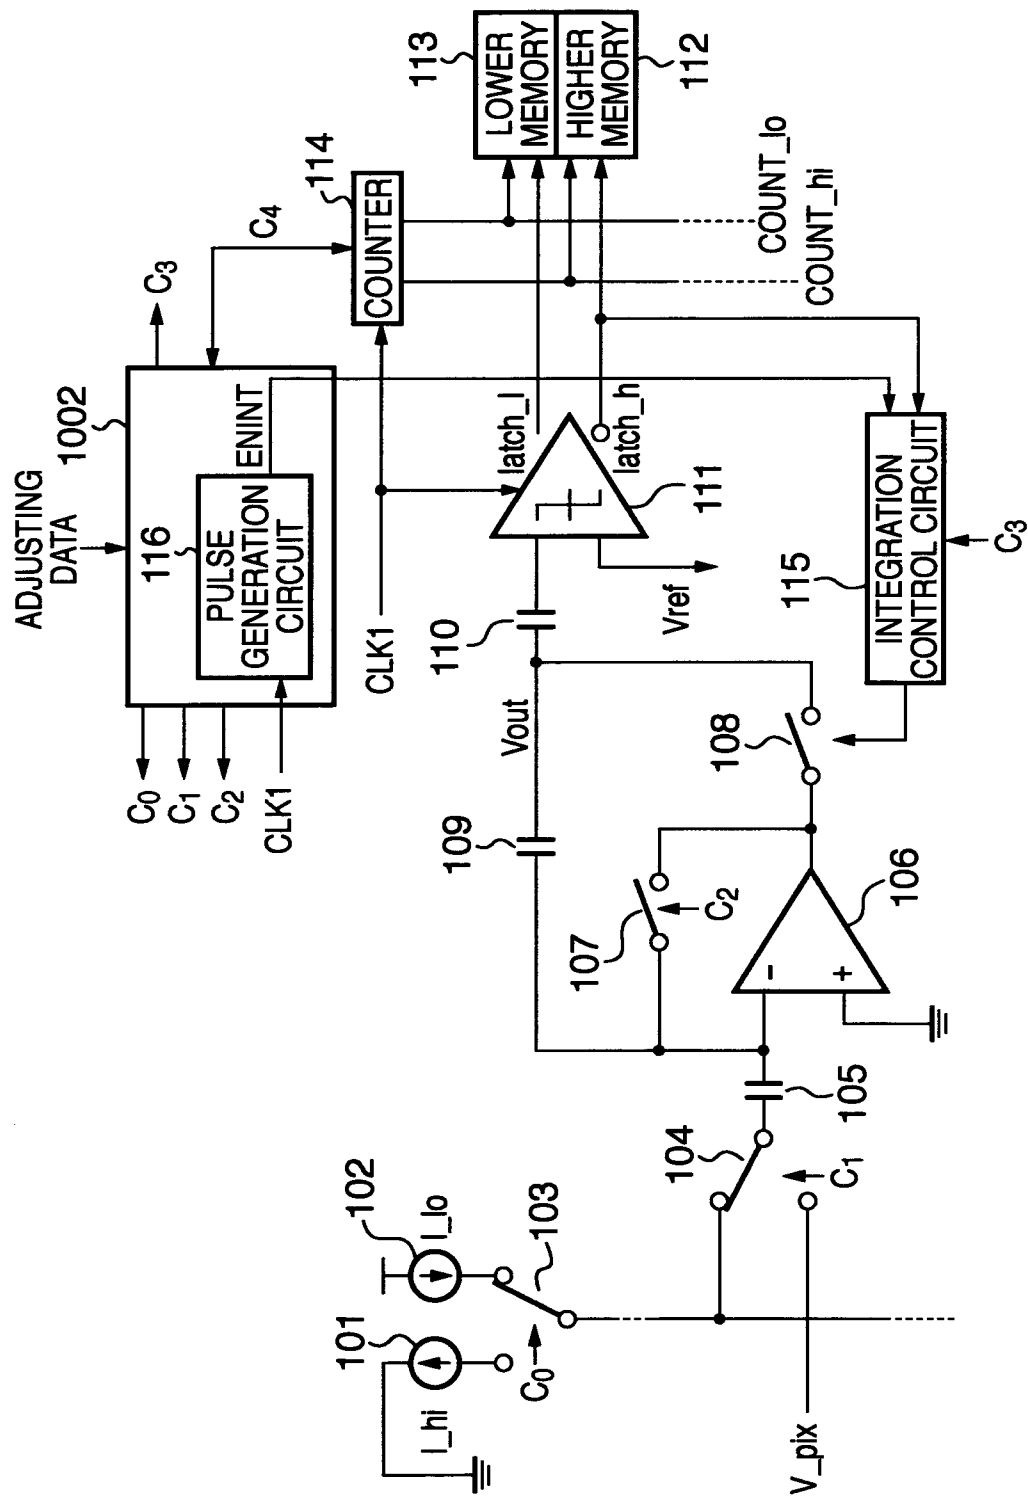 ADJUSTING
DATA
1002
116
PULSE
GENERATION
CIRCUIT
ENINT
C0
C1
C2
CLK1
C3
C4
114
COUNTER
113
LOWER
MEMORY
HIGHER
MEMORY
112
COUNT_lo
COUNT_hi
CLK1
latch_l
latch_h
111
110
Vref
Vout
109
108
107
C2
106
-
+
115
INTEGRATION
CONTROL CIRCUIT
C3
105
104
C1
103
C0
102
I_lo
101
I_hi
V_pix